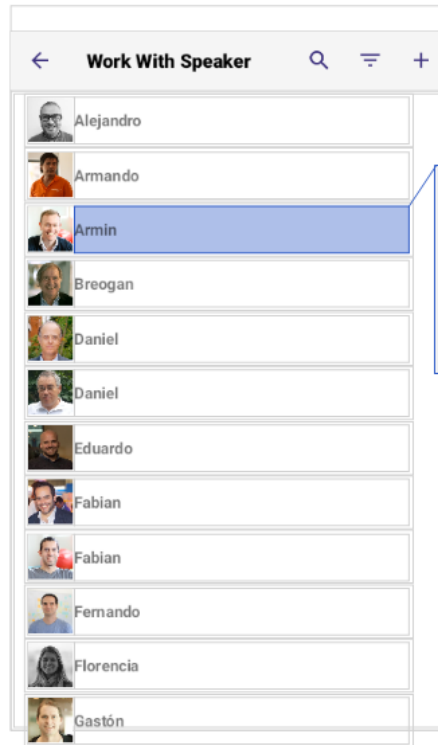 Work With Speaker
Alejandro
Armando
Armin
Breogan
Daniel
Daniel
Eduardo
Fabian
Fabian
Fernando
Florencia
Gastón